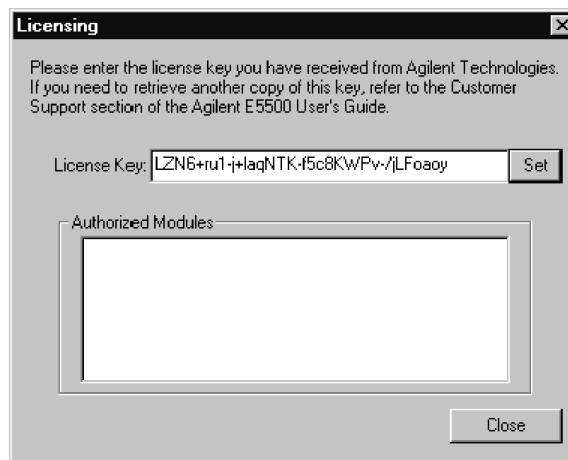 Licensing
Please enter the license key you have received from Agilent Technologies.
If you need to retrieve another copy of this key, refer to the Customer
Support section of the Agilent E5500 User's Guide.
License Key: LZN6+ru1-j+IaqNTK-f5c8KWPv-/jLFoaoy Set
Authorized Modules
Close